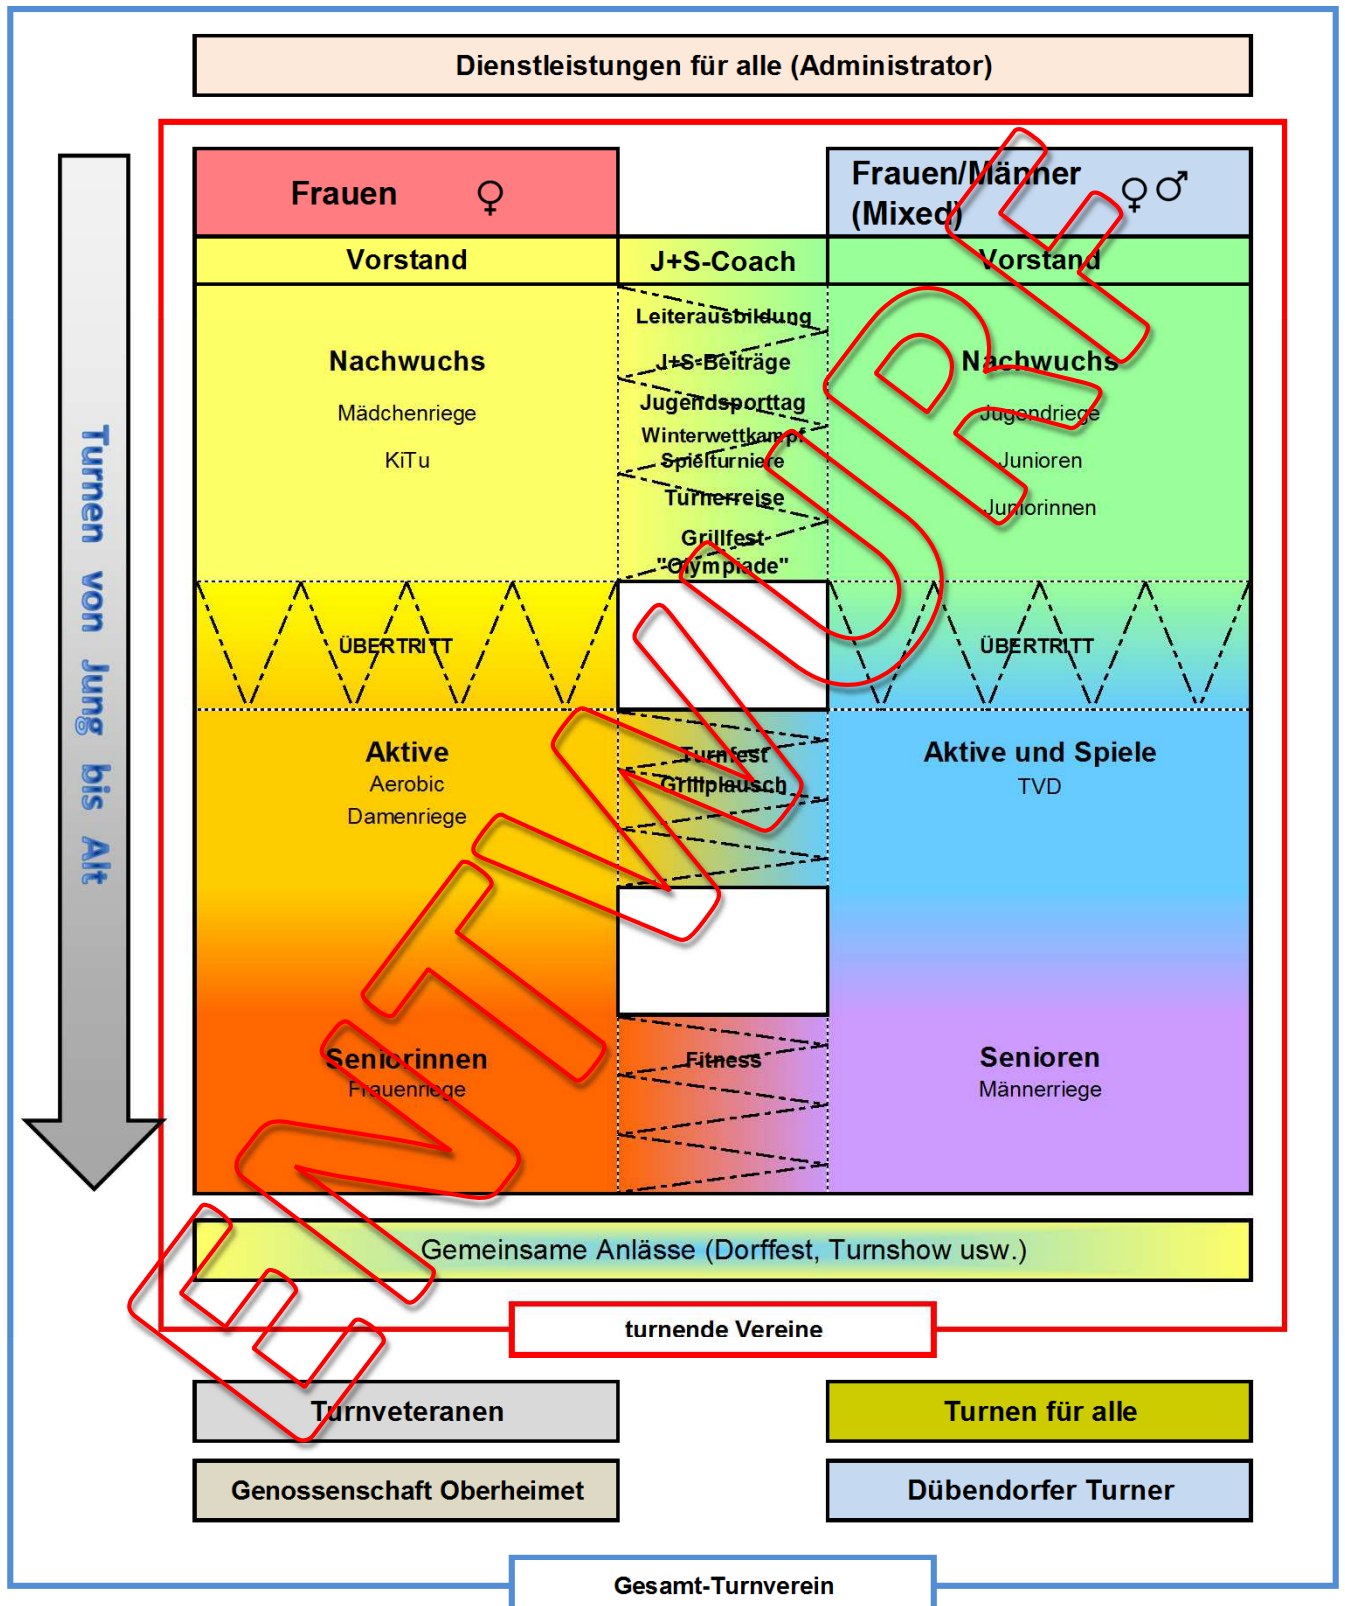 Dienstleistungen für alle (Administrator)
Frauen ♀
Frauen/Männer
(Mixed) ♀♂
Vorstand
J+S-Coach
Vorstand
Nachwuchs
Mädchenriege
KiTu
Leiterausbildung
J+S-Beiträge
Jugendsporttag
Winterwettkampf
Spielturniere
Turnerreise
Grillfest
"Olympiade"
Nachwuchs
Jugendriege
Junioren
Juniorinnen
ÜBERTRITT
ÜBERTRITT
Aktive
Aerobic
Damenriege
Turnfest
Grillplausch
Aktive und Spiele
TVD
Seniorinnen
Frauenriege
Fitness
Senioren
Männerriege
Turnen von Jung bis Alt
Gemeinsame Anlässe (Dorffest, Turnshow usw.)
turnende Vereine
Turnveteranen
Turnen für alle
Genossenschaft Oberheimet
Dübendorfer Turner
Gesamt-Turnverein
ENTWURF